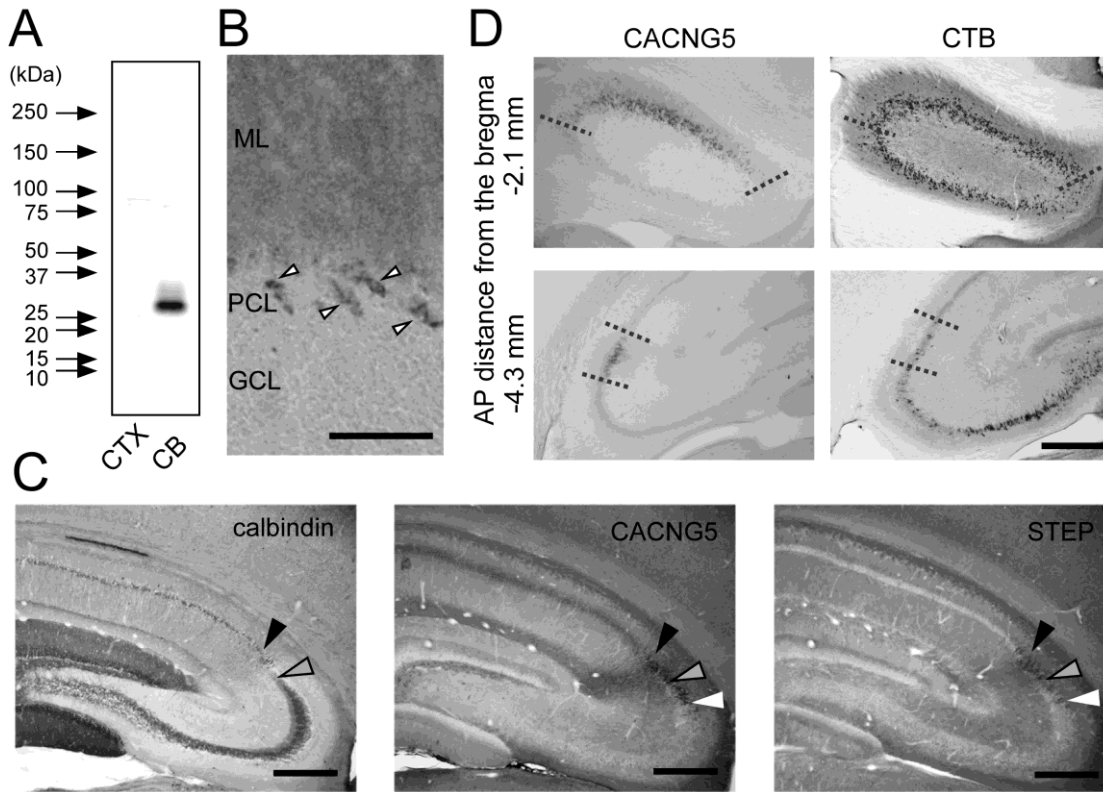 A
(kDa)
250
150
100
75
50
37
25
20
15
10
CTX
CB
B
ML
PCL
GCL
D
CACNG5
CTB
AP distance from the bregma
-2.1 mm
-4.3 mm
C
calbindin
CACNG5
STEP